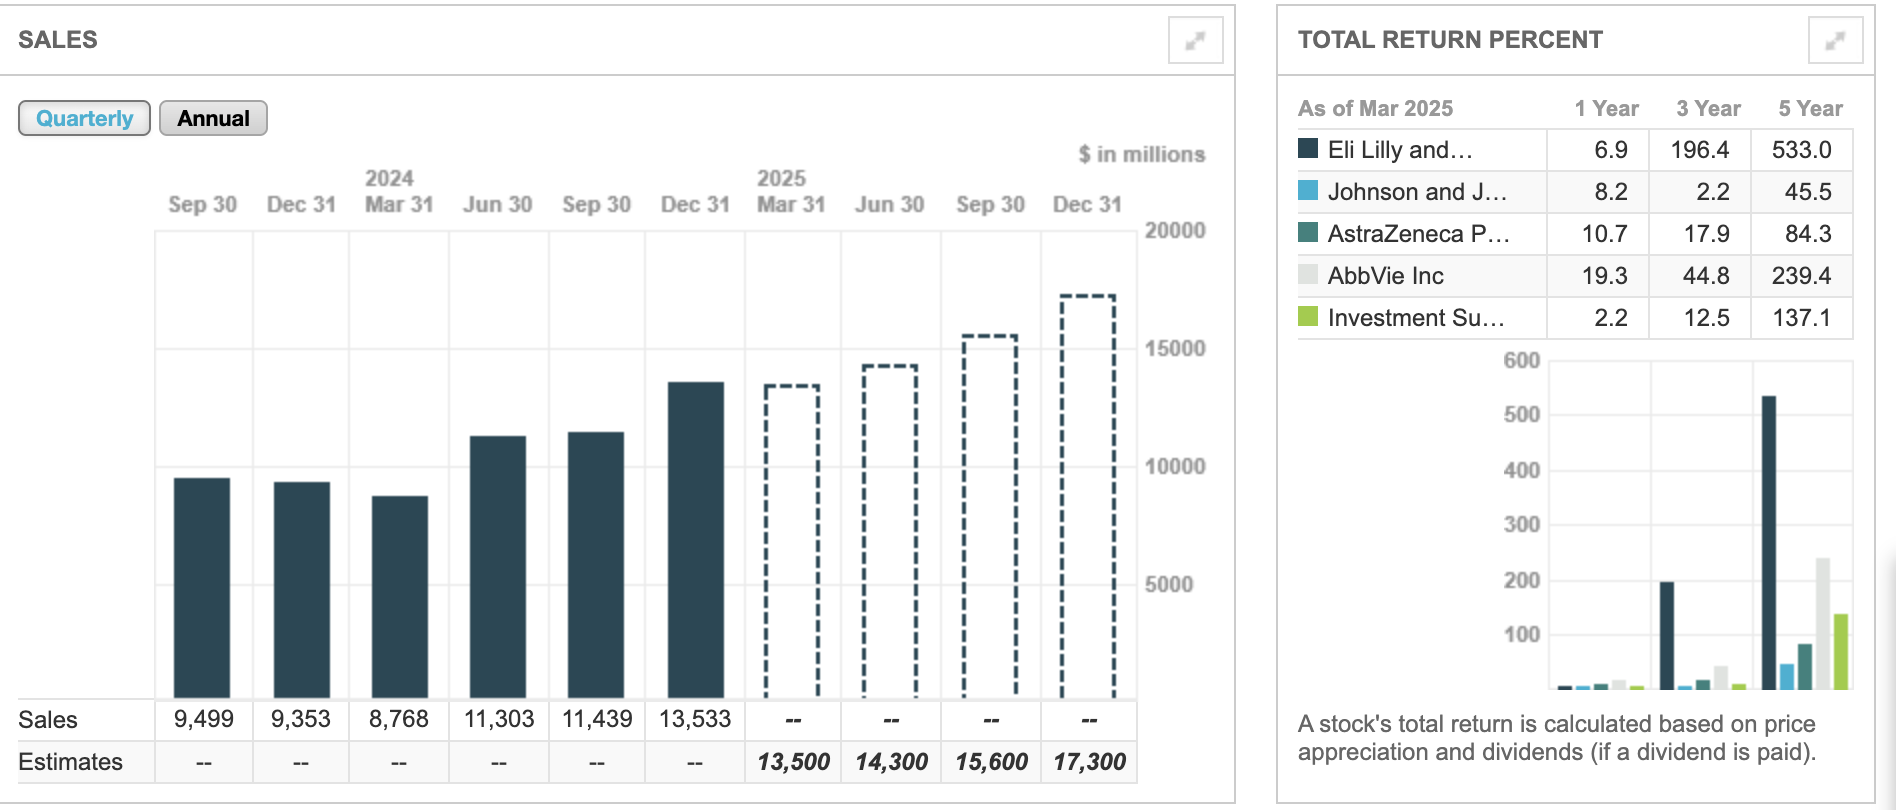 SALES
Quarterly Annual
$ in millions
2024 2025
Sep 30 Dec 31 Mar 31 Jun 30 Sep 30 Dec 31 Mar 31 Jun 30 Sep 30 Dec 31
20000
15000
10000
5000
Sales 9,499 9,353 8,768 11,303 11,439 13,533 -- -- -- --
Estimates -- -- -- -- -- -- 13,500 14,300 15,600 17,300
TOTAL RETURN PERCENT
As of Mar 2025 1 Year 3 Year 5 Year
Eli Lilly and... 6.9 196.4 533.0
Johnson and J... 8.2 2.2 45.5
AstraZeneca P... 10.7 17.9 84.3
AbbVie Inc 19.3 44.8 239.4
Investment Su... 2.2 12.5 137.1
600
500
400
300
200
100
A stock's total return is calculated based on price
appreciation and dividends (if a dividend is paid).